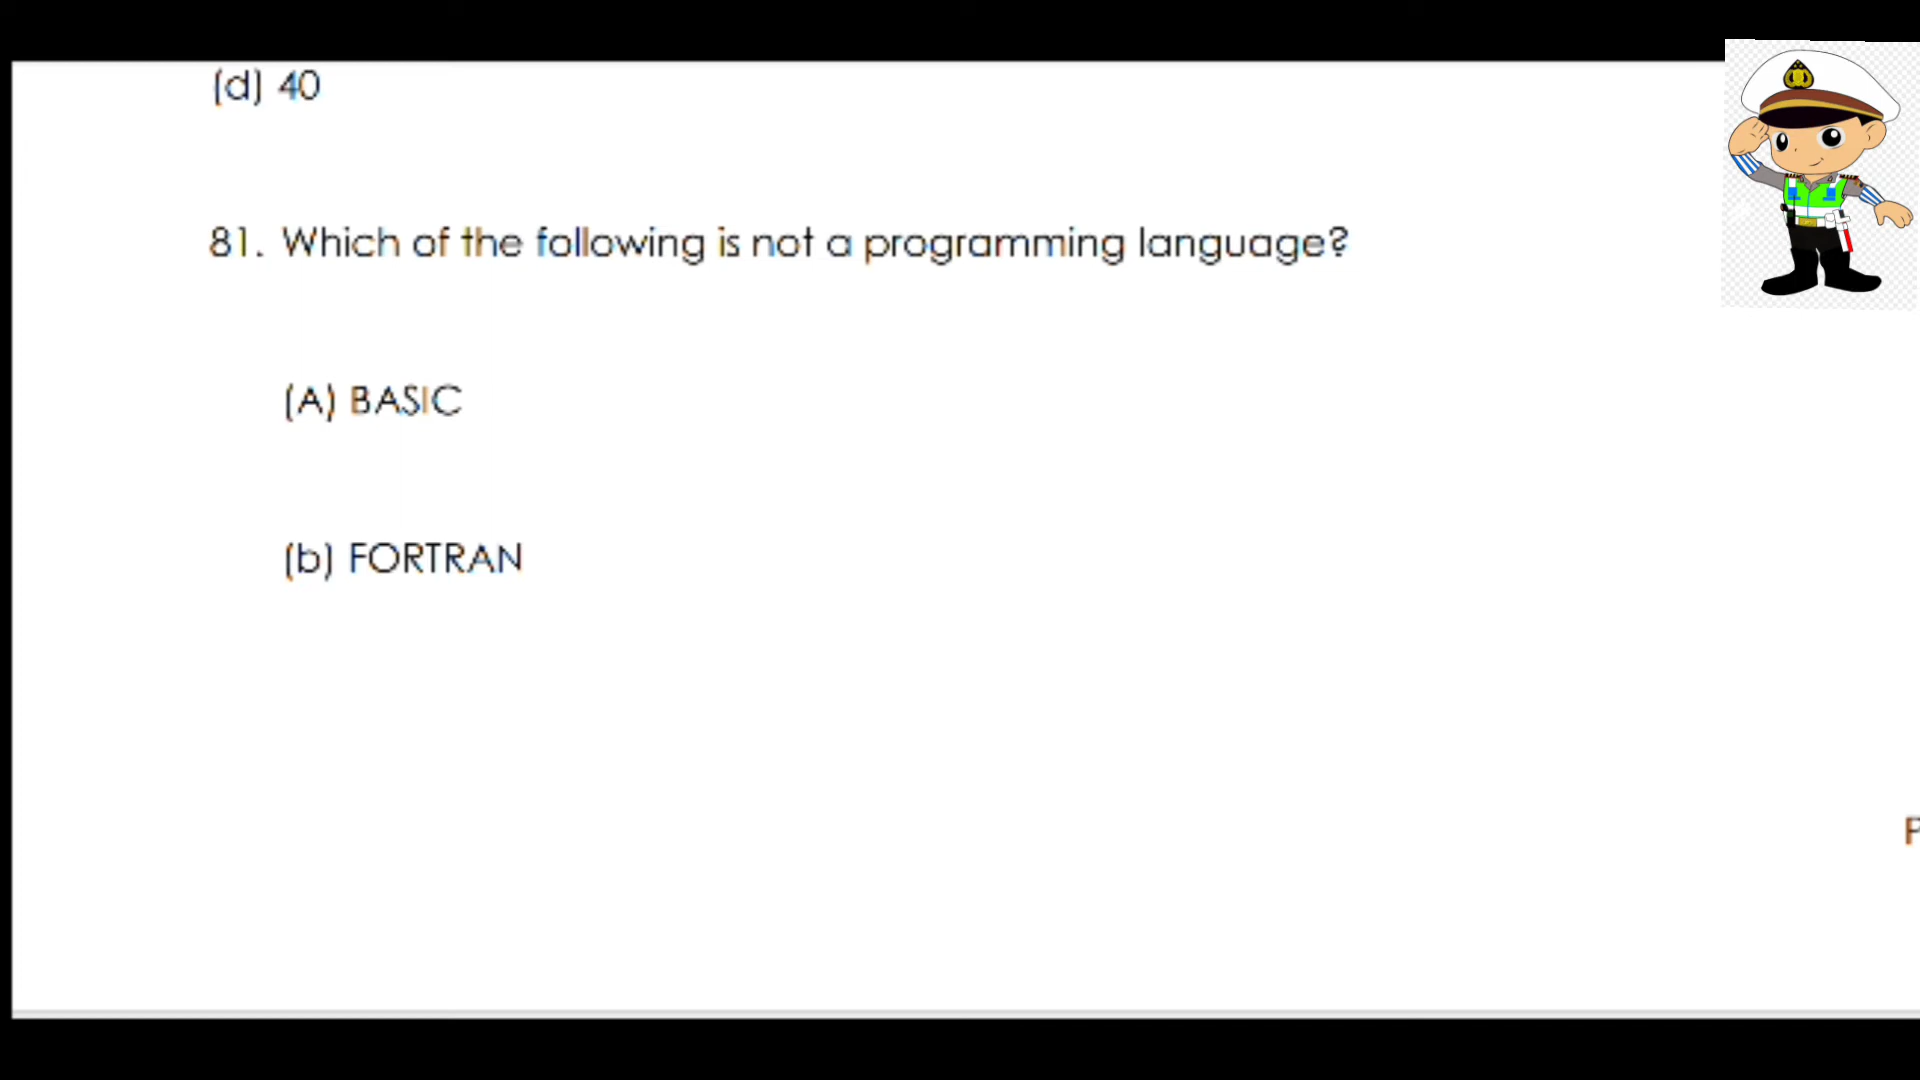 (d) 40
81. Which of the following is not a programming language?
(A) BASIC
(b) FORTRAN